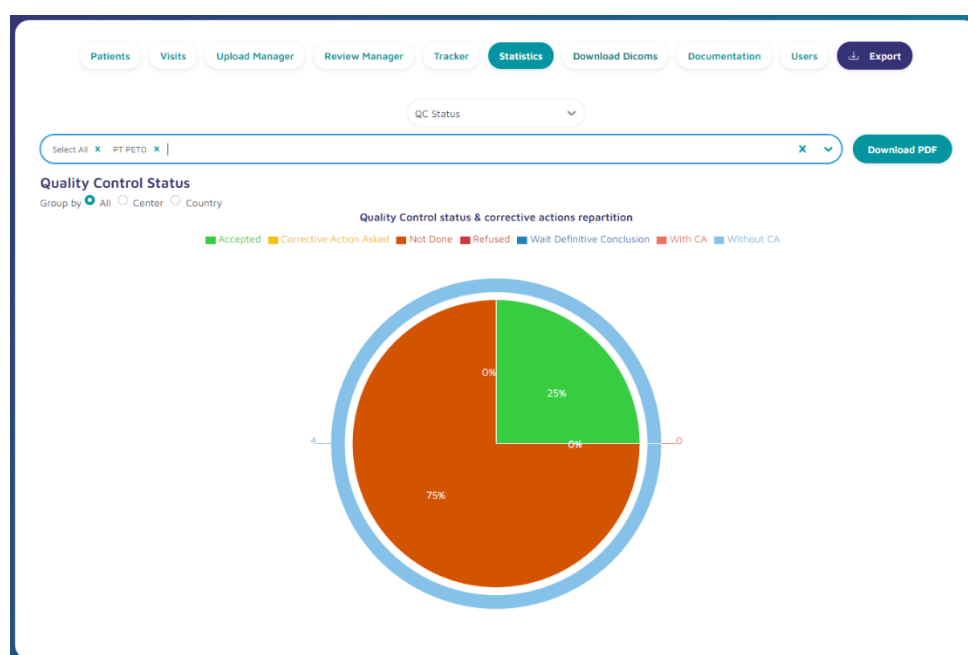 Patients Visits Upload Manager Review Manager Tracker Statistics Download Dicoms Documentation Users Export
QC Status
Select All × PT PET0 × Download PDF
Quality Control Status
Group by All Center Country
Quality Control status & corrective actions repartition
Accepted Corrective Action Asked Not Done Refused Wait Definitive Conclusion With CA Without CA
0%
25%
4 0% 0
75%